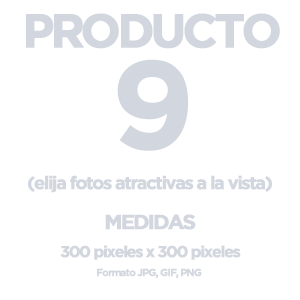 PRODUCTO
9
(elija fotos atractivas a la vista)
MEDIDAS
300 pixeles x 300 pixeles
Formato JPG, GIF, PNG